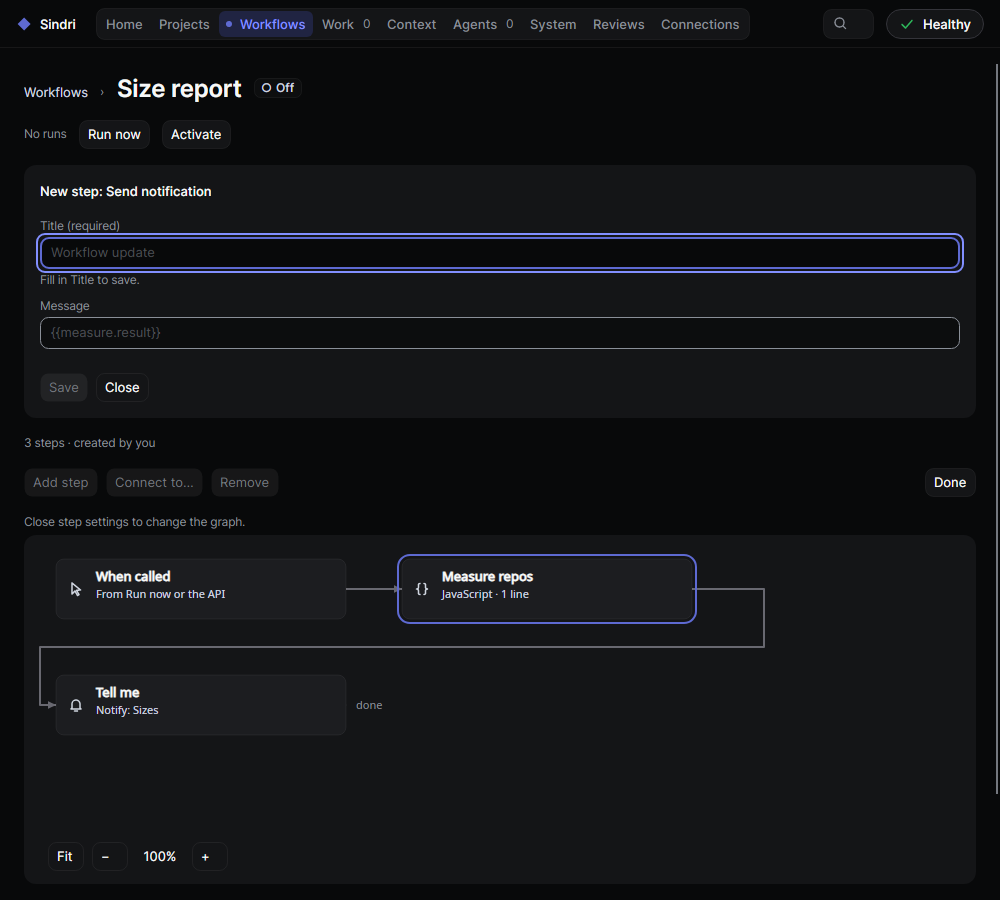 Sindri Home Projects Workflows Work 0 Context Agents 0 System Reviews Connections Healthy
Workflows › Size report Off
No runs Run now Activate
New step: Send notification
Title (required)
Workflow update
Fill in Title to save.
Message
{{measure.result}}
Save Close
3 steps · created by you
Add step Connect to... Remove Done
Close step settings to change the graph.
When called
From Run now or the API
{} Measure repos
JavaScript · 1 line
Tell me
Notify: Sizes
done
Fit − 100% +